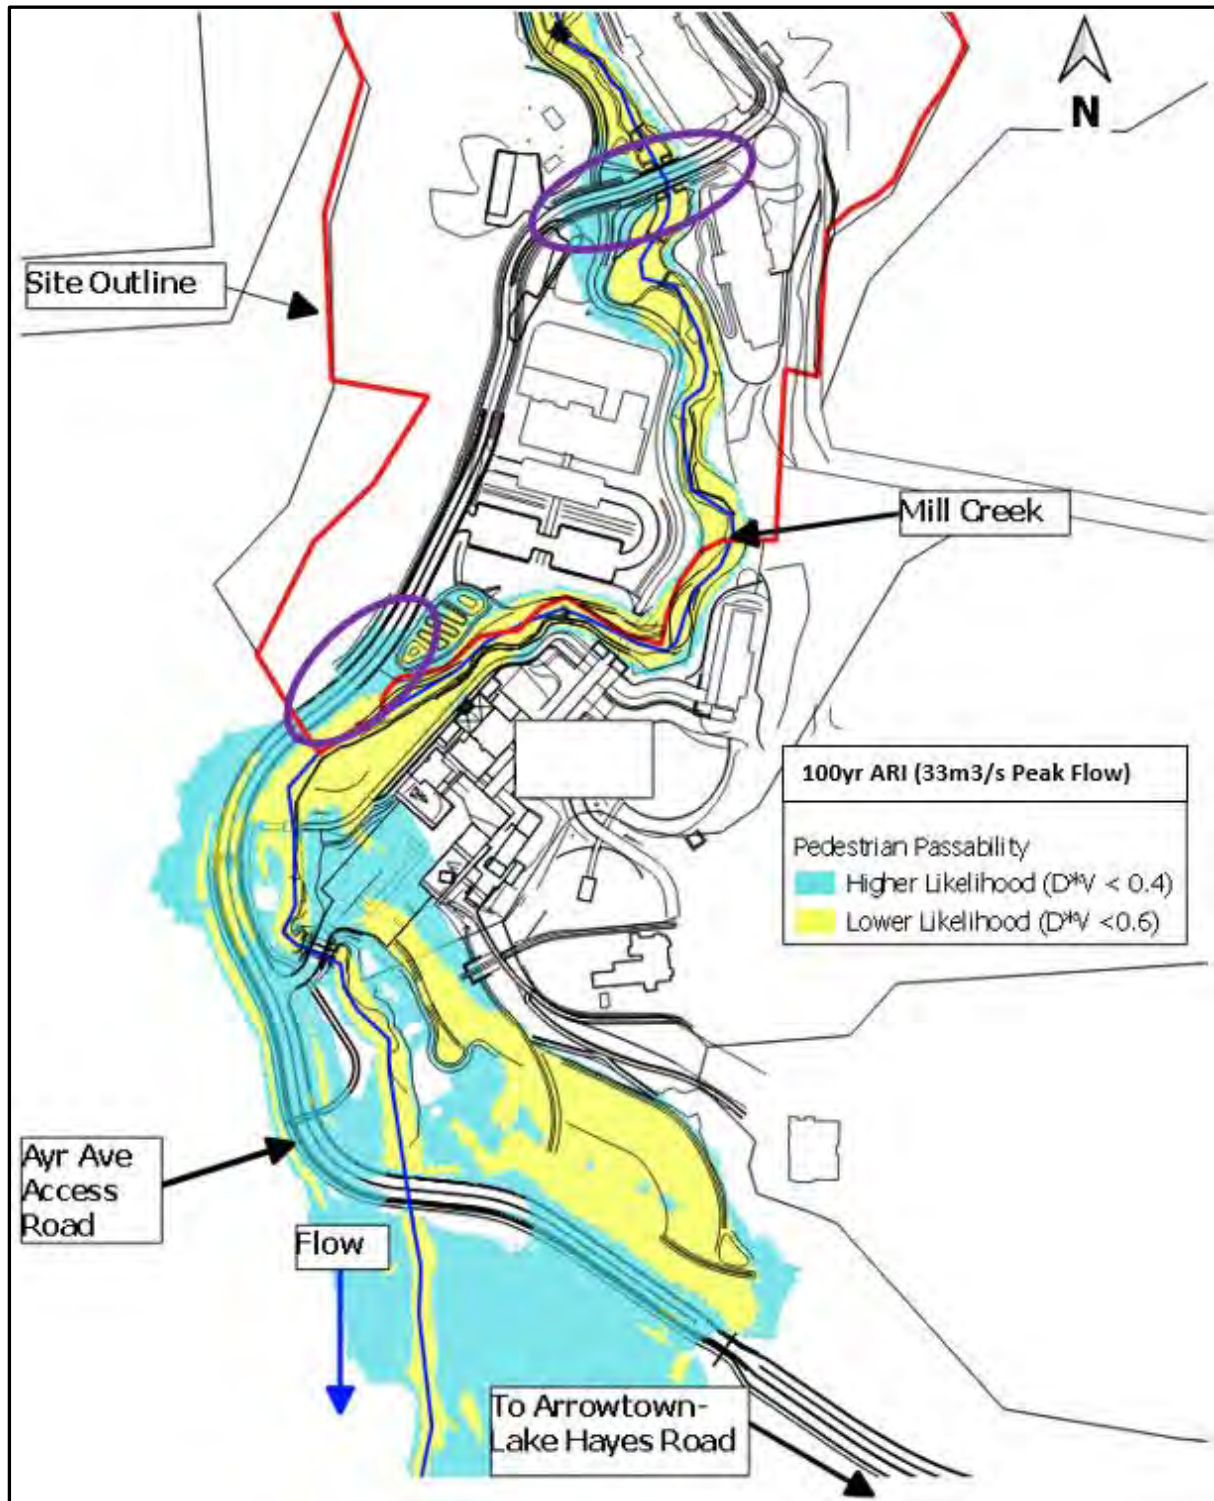 N
Site Outline
Mill Creek
100yr ARI (33m3/s Peak Flow)
Pedestrian Passability
Higher Likelihood (D*V < 0.4)
Lower Likelihood (D*V <0.6)
Ayr Ave
Access
Road
Flow
To Arrowtown-
Lake Hayes Road